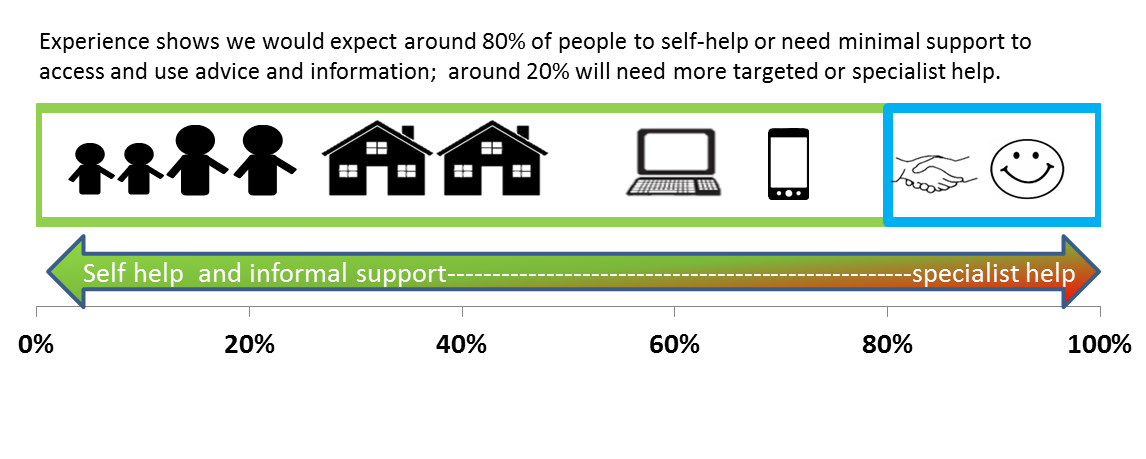 Experience shows we would expect around 80% of people to self-help or need minimal support to
access and use advice and information;  around 20% will need more targeted or specialist help.
Self help  and informal support-----------------------------------------------------specialist help
0% 20% 40% 60% 80% 100%